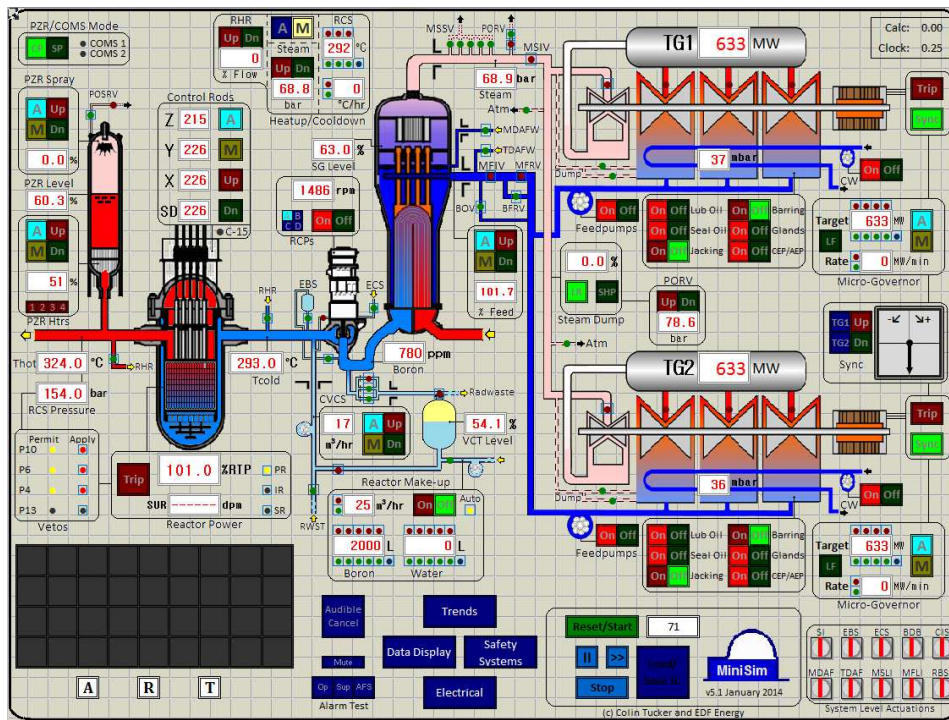 PZR/COMS Mode
CP SP
COMS 1
COMS 2
RHR
Up Dn
0
% Flow
A M
Steam
Up Dn
68.8
bar
RCS
292 °C
0
°C/hr
Heatup/Cooldown
MSSV
PORV
MSIV
68.9 bar
Steam
Atm
TG1 633 MW
Calc: 0.00
Clock: 0.25
Trip
Sync
PZR Spray
A Up
M Dn
0.0 %
POSRV
Control Rods
Z 215 A
Y 226 M
X 226 Up
SD 226 Dn
C-15
63.0 %
SG Level
MDAFW
TDAFW
MFIV MFRV
BOV
BFRV
Dump
37 mbar
CW
On Off
PZR Level
60.3 %
A Up
M Dn
51 %
1 2 3 4
PZR Htrs
1486 rpm
A B
C D
On Off
RCPs
A Up
M Dn
101.7
% Feed
On Off
Feedpumps
On Off Lub Oil On Off Barring
On Off Seal Oil On Off Glands
On Off Jacking On Off CEP/AEP
Target 633 MW A
LF M
Rate 0 MW/min
Micro-Governor
0.0 %
SHP
Steam Dump
PORV
Up Dn
78.6
bar
Atm
TG1 Up
TG2 Dn
Sync
RHR
EBS
ECS
Thot 324.0 °C
RHR
154.0 bar
RCS Pressure
293.0 °C
Tcold
780 ppm
Boron
TG2 633 MW
Trip
Sync
CVCS
17
m³/hr
A Up
M Dn
Radwaste
54.1 %
VCT Level
Dump
36 mbar
CW
On Off
Permit Apply
P10
P6
P4
P13
Vetos
Trip
101.0 %RTP
SUR ------ dpm
PR
IR
SR
Reactor Power
RWST
Reactor Make-up
25 m³/hr On Off Auto
2000 L
Boron
0 L
Water
On Off
Feedpumps
On Off Lub Oil On Off Barring
On Off Seal Oil On Off Glands
On Off Jacking On Off CEP/AEP
Target 633 MW A
LF M
Rate 0 MW/min
Micro-Governor
A R T
Audible
Cancel
Mute
Op Sup AFS
Alarm Test
Trends
Data Display
Safety
Systems
Electrical
Reset/Start 71
>>
Stop
MiniSim
v5.1 January 2014
(c) Colin Tucker and EDF Energy
SI EBS ECS BDB CIS
MDAF TDAF MSLI MFLI RBS
System Level Actuations